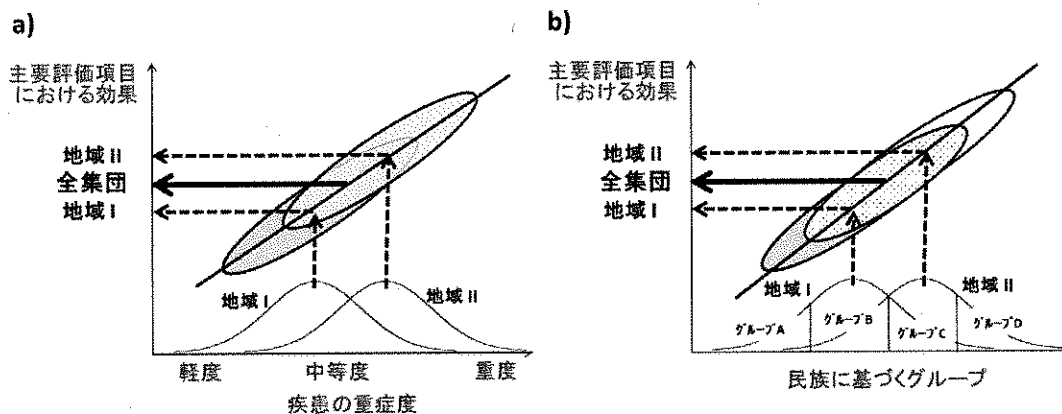 a)
主要評価項目
における効果
地域 II
全集団
地域 I
地域 I
地域 II
軽度
中等度
重度
疾患の重症度
b)
主要評価項目
における効果
地域 II
全集団
地域 I
地域 I
地域 II
グループA
グループB
グループC
グループD
民族に基づくグループ